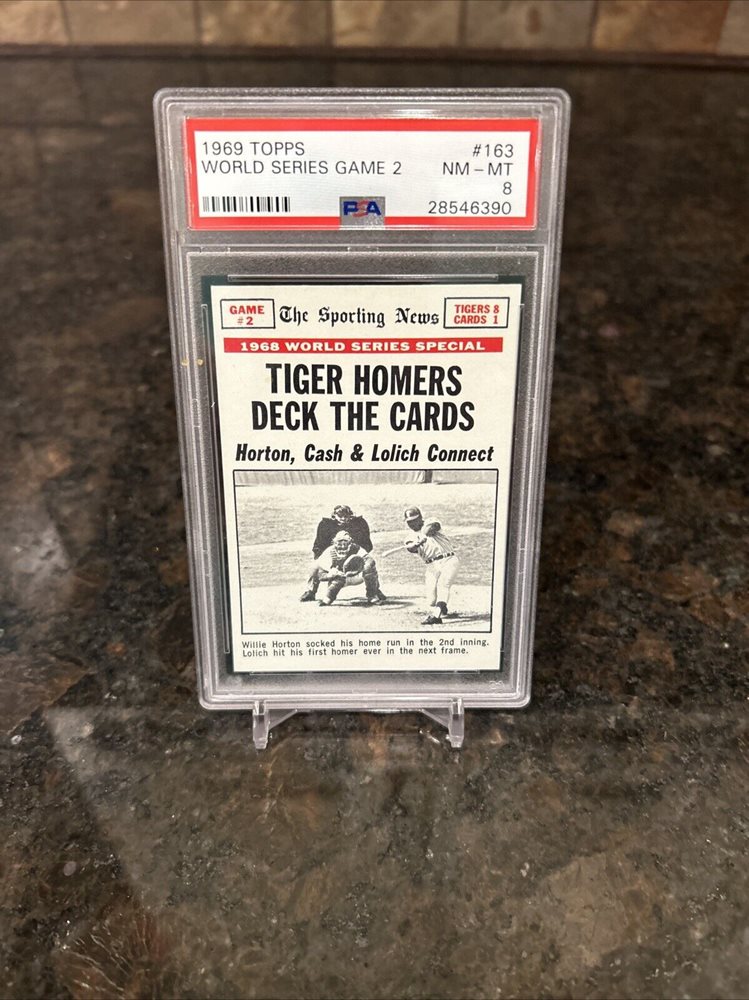 1969 TOPPS #163
WORLD SERIES GAME 2 NM - MT
8
PSA 28546390
GAME #2 The Sporting News TIGERS 8 CARDS 1
1968 WORLD SERIES SPECIAL
TIGER HOMERS
DECK THE CARDS
Horton, Cash & Lolich Connect
Willie Horton socked his home run in the 2nd inning.
Lolich hit his first homer ever in the next frame.